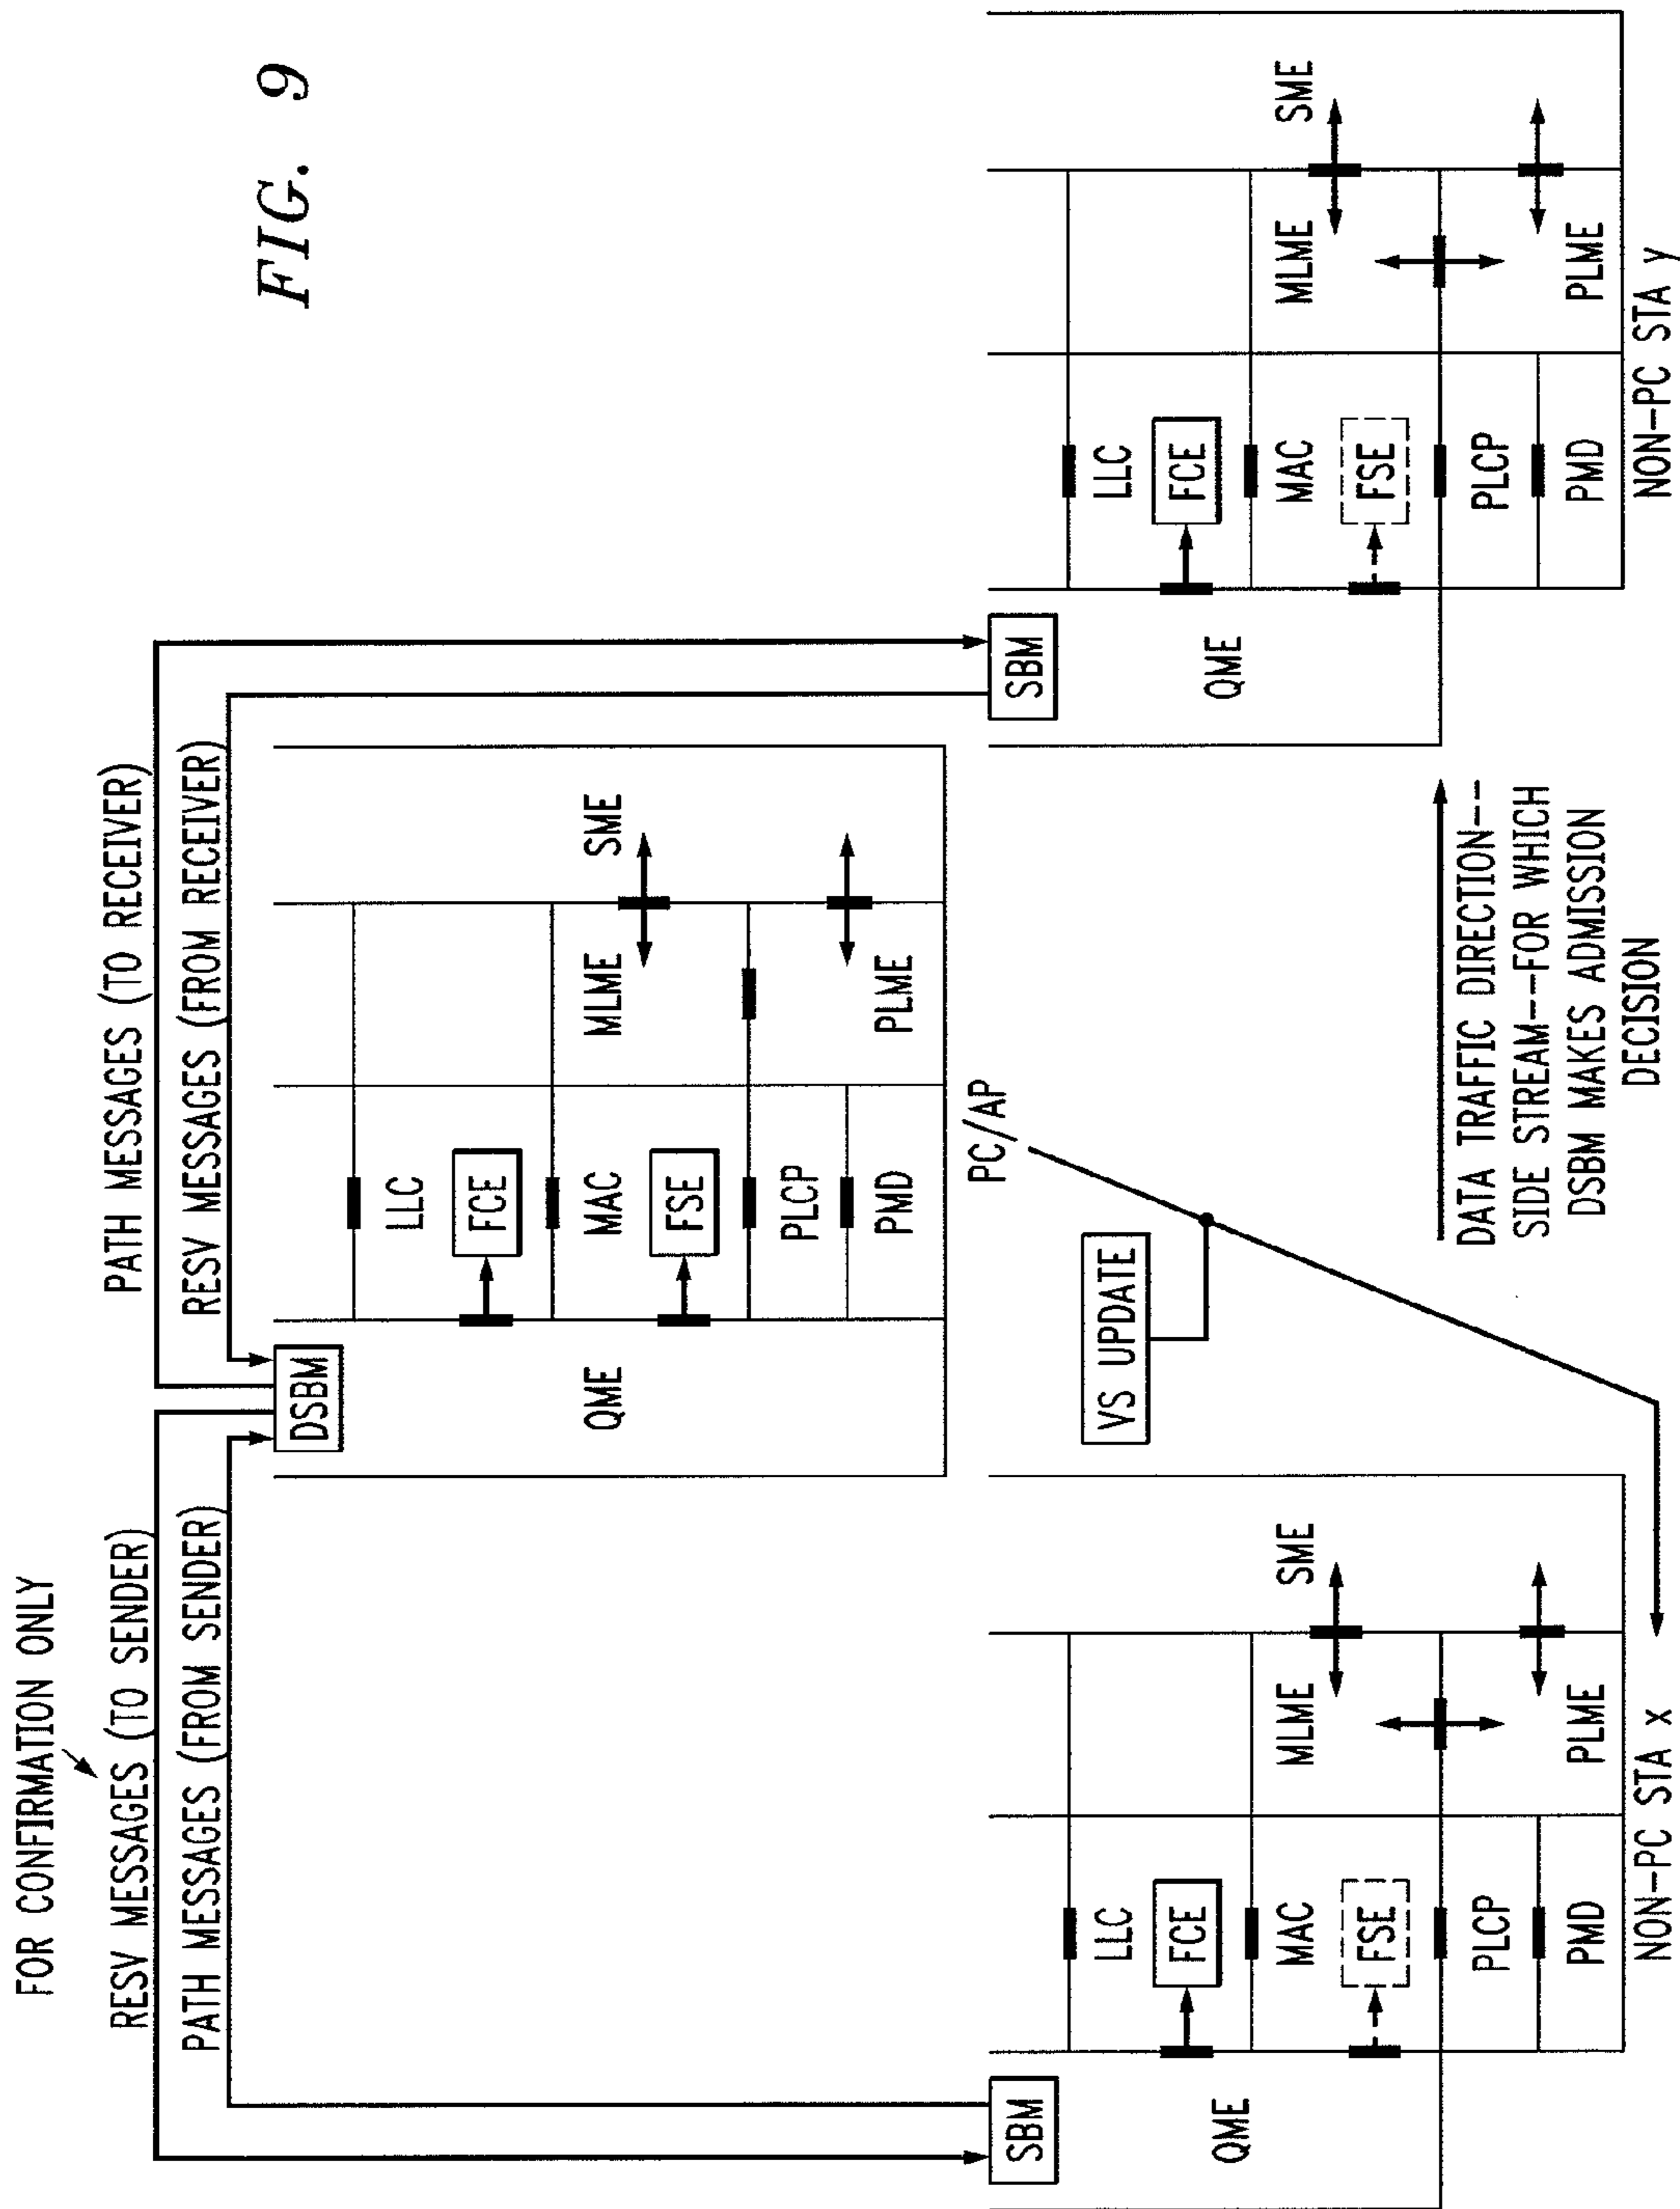 FIG. 9
FOR CONFIRMATION ONLY
RESV MESSAGES (TO SENDER)
PATH MESSAGES (FROM SENDER)
PATH MESSAGES (TO RECEIVER)
RESV MESSAGES (FROM RECEIVER)
DSBM
QME
LLC
FCE
MAC
FSE
PLCP
PMD
MLME
SME
PLME
PC/AP
VS UPDATE
SBM
QME
LLC
FCE
MAC
FSE
PLCP
PMD
MLME
SME
PLME
NON-PC STA x
DATA TRAFFIC DIRECTION--
SIDE STREAM--FOR WHICH
DSBM MAKES ADMISSION
DECISION
SBM
QME
LLC
FCE
MAC
FSE
PLCP
PMD
MLME
SME
PLME
NON-PC STA y